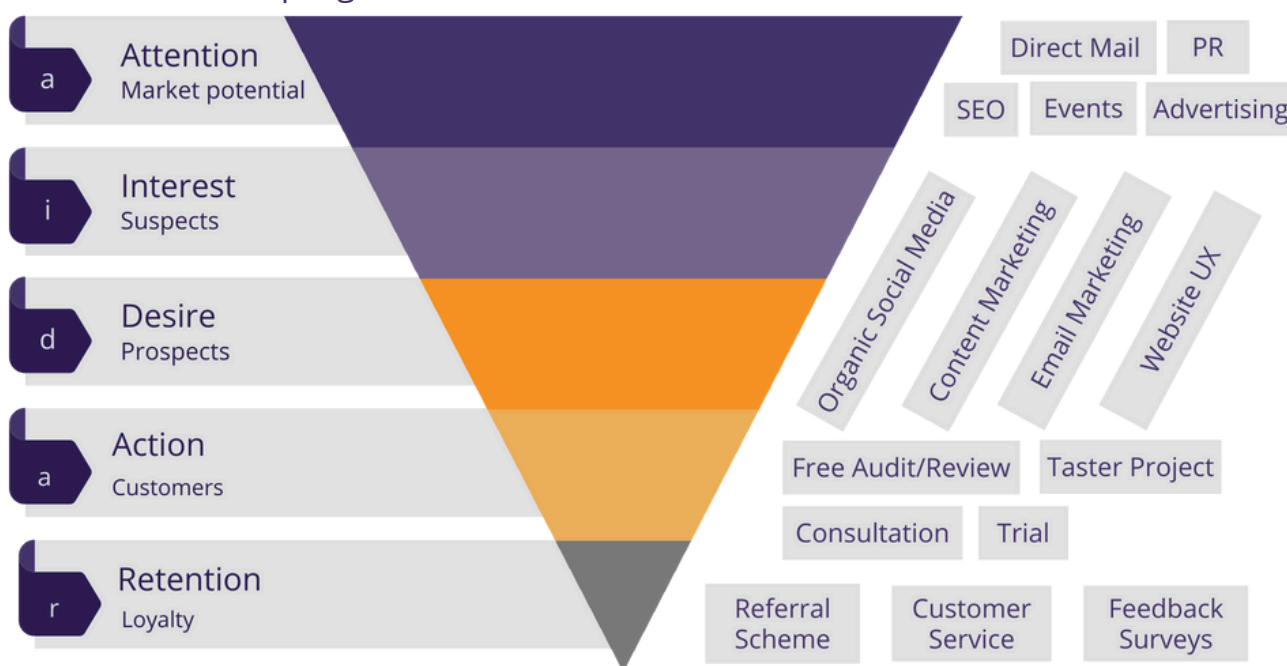 a
Attention
Market potential
i
Interest
Suspects
d
Desire
Prospects
a
Action
Customers
r
Retention
Loyalty
Direct Mail
PR
SEO
Events
Advertising
Organic Social Media
Content Marketing
Email Marketing
Website UX
Free Audit/Review
Taster Project
Consultation
Trial
Referral
Scheme
Customer
Service
Feedback
Surveys